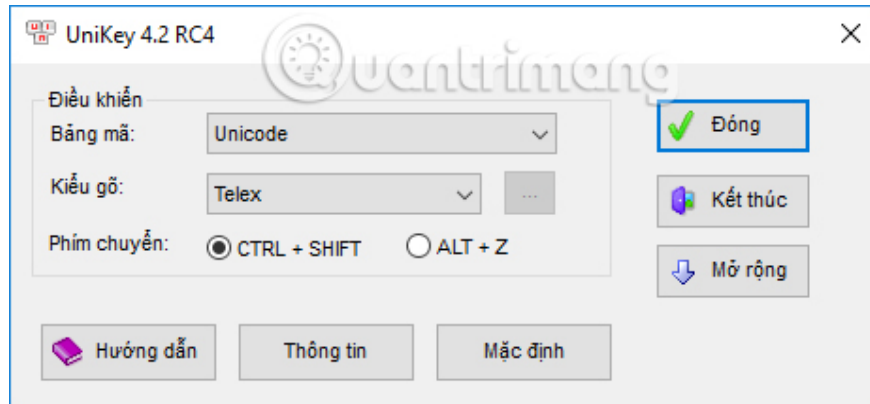 UniKey 4.2 RC4
Quantrimang
Điều khiển
Bảng mã: Unicode
Kiểu gõ: Telex ...
Phím chuyển: CTRL + SHIFT ALT + Z
Đóng
Kết thúc
Mở rộng
Hướng dẫn Thông tin Mặc định